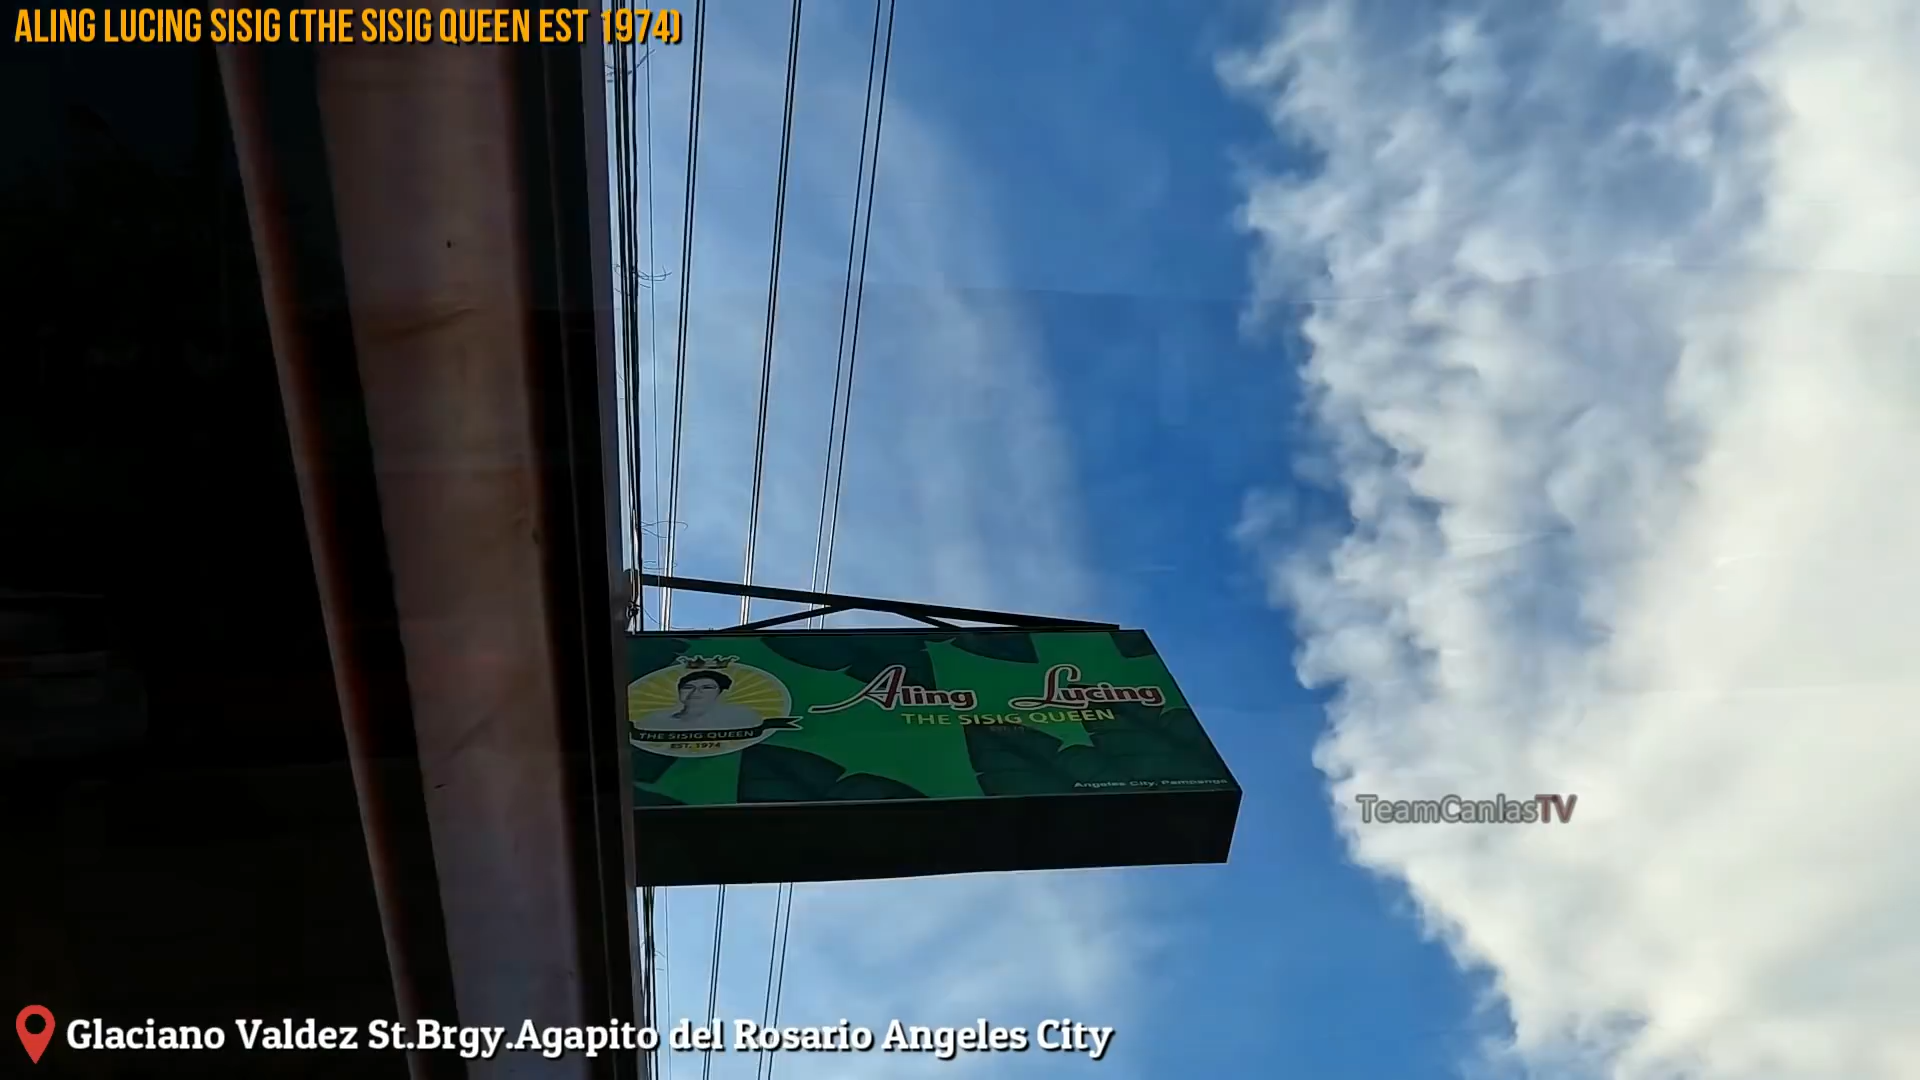 ALING LUCING SISIG (THE SISIG QUEEN EST 1974)
Aling Lucing
THE SISIG QUEEN
THE SISIG QUEEN
EST. 1974
Angeles City, Pampanga
TeamCanlasTV
Glaciano Valdez St.Brgy.Agapito del Rosario Angeles City